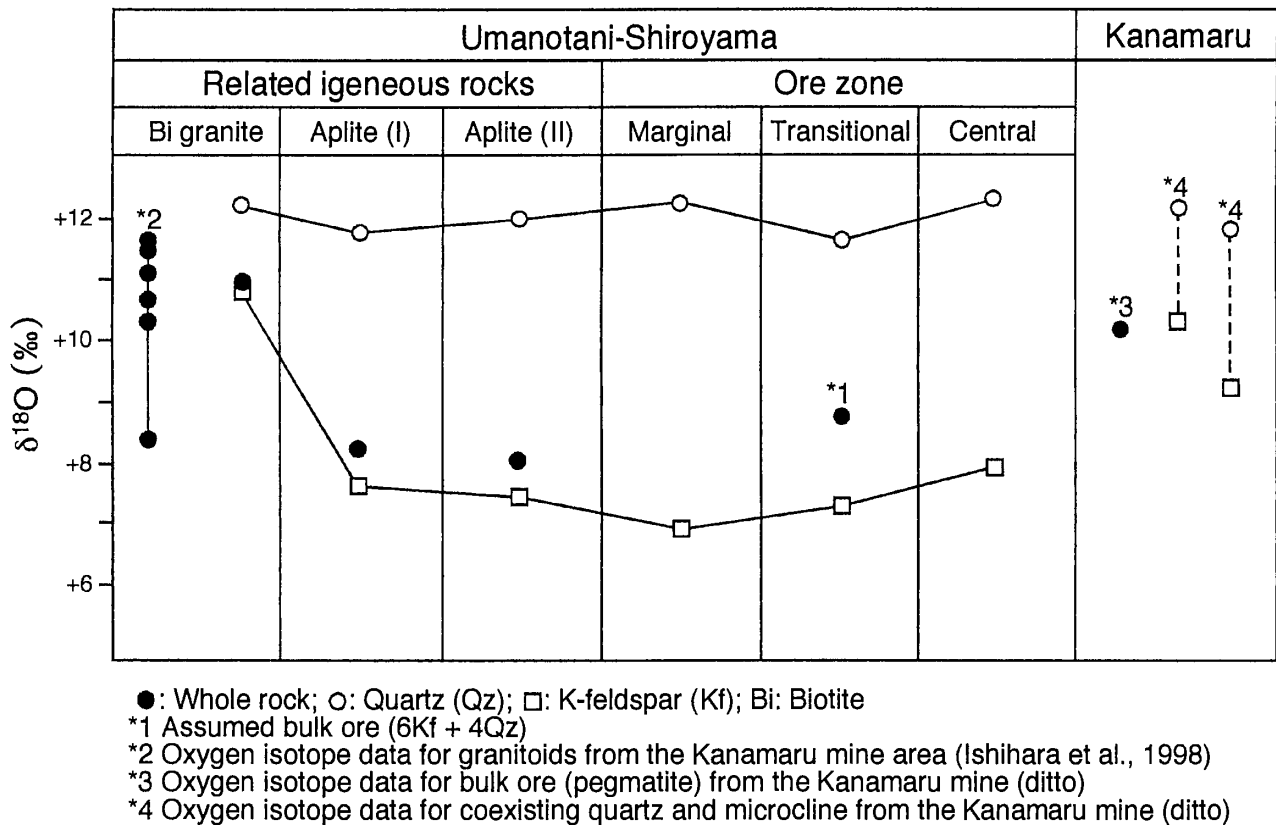 Umanotani-Shiroyama
Kanamaru
Related igeneous rocks
Ore zone
Bi granite
Aplite (I)
Aplite (II)
Marginal
Transitional
Central
δ18O (‰)
+12
+10
+8
+6
*2
*1
*3
*4
*4
●: Whole rock; ○: Quartz (Qz); □: K-feldspar (Kf); Bi: Biotite
*1 Assumed bulk ore (6Kf + 4Qz)
*2 Oxygen isotope data for granitoids from the Kanamaru mine area (Ishihara et al., 1998)
*3 Oxygen isotope data for bulk ore (pegmatite) from the Kanamaru mine (ditto)
*4 Oxygen isotope data for coexisting quartz and microcline from the Kanamaru mine (ditto)